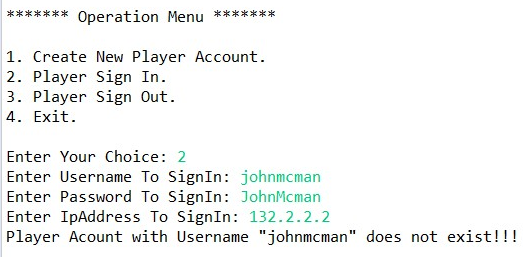 ******* Operation Menu *******
1. Create New Player Account.
2. Player Sign In.
3. Player Sign Out.
4. Exit.
Enter Your Choice: 2
Enter Username To SignIn: johnmcman
Enter Password To SignIn: JohnMcman
Enter IpAddress To SignIn: 132.2.2.2
Player Acount with Username "johnmcman" does not exist!!!